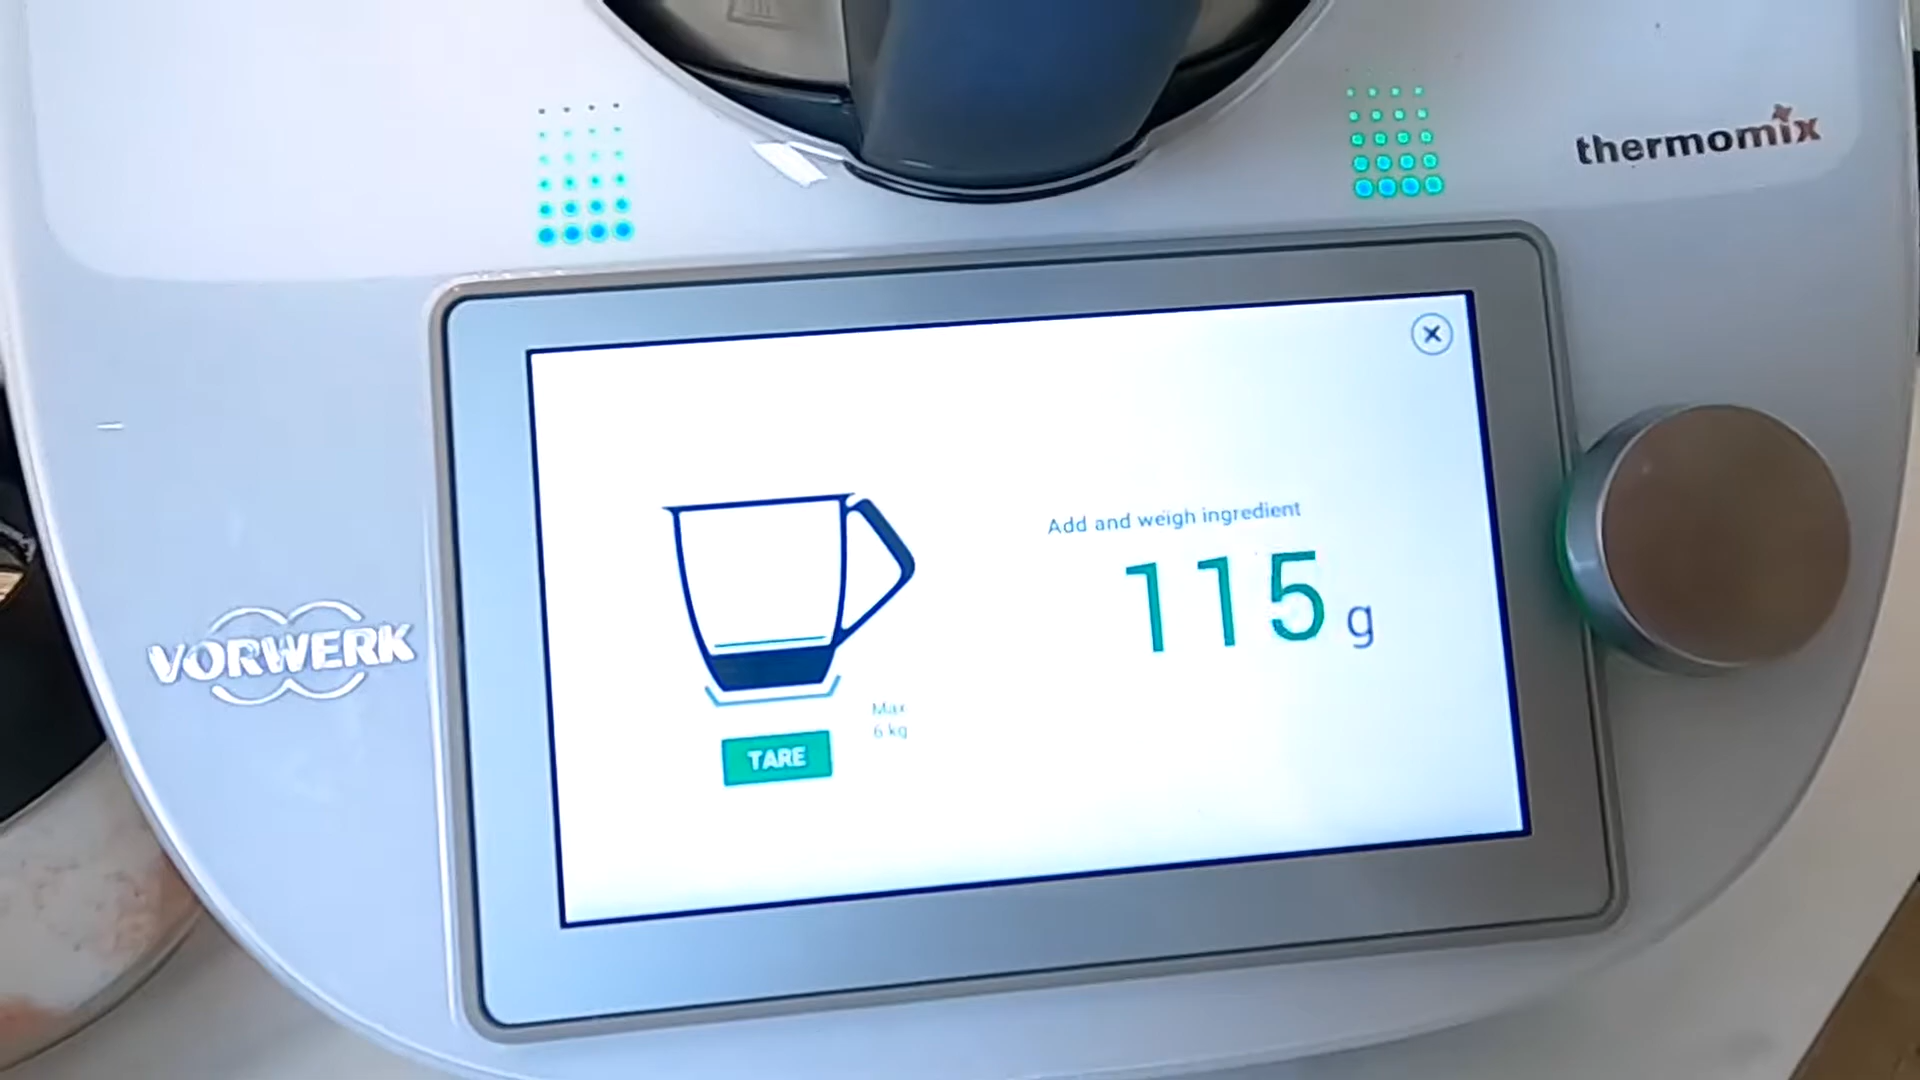 thermomix
Add and weigh ingredient
115 g
VORWERK
Max
6 kg
TARE